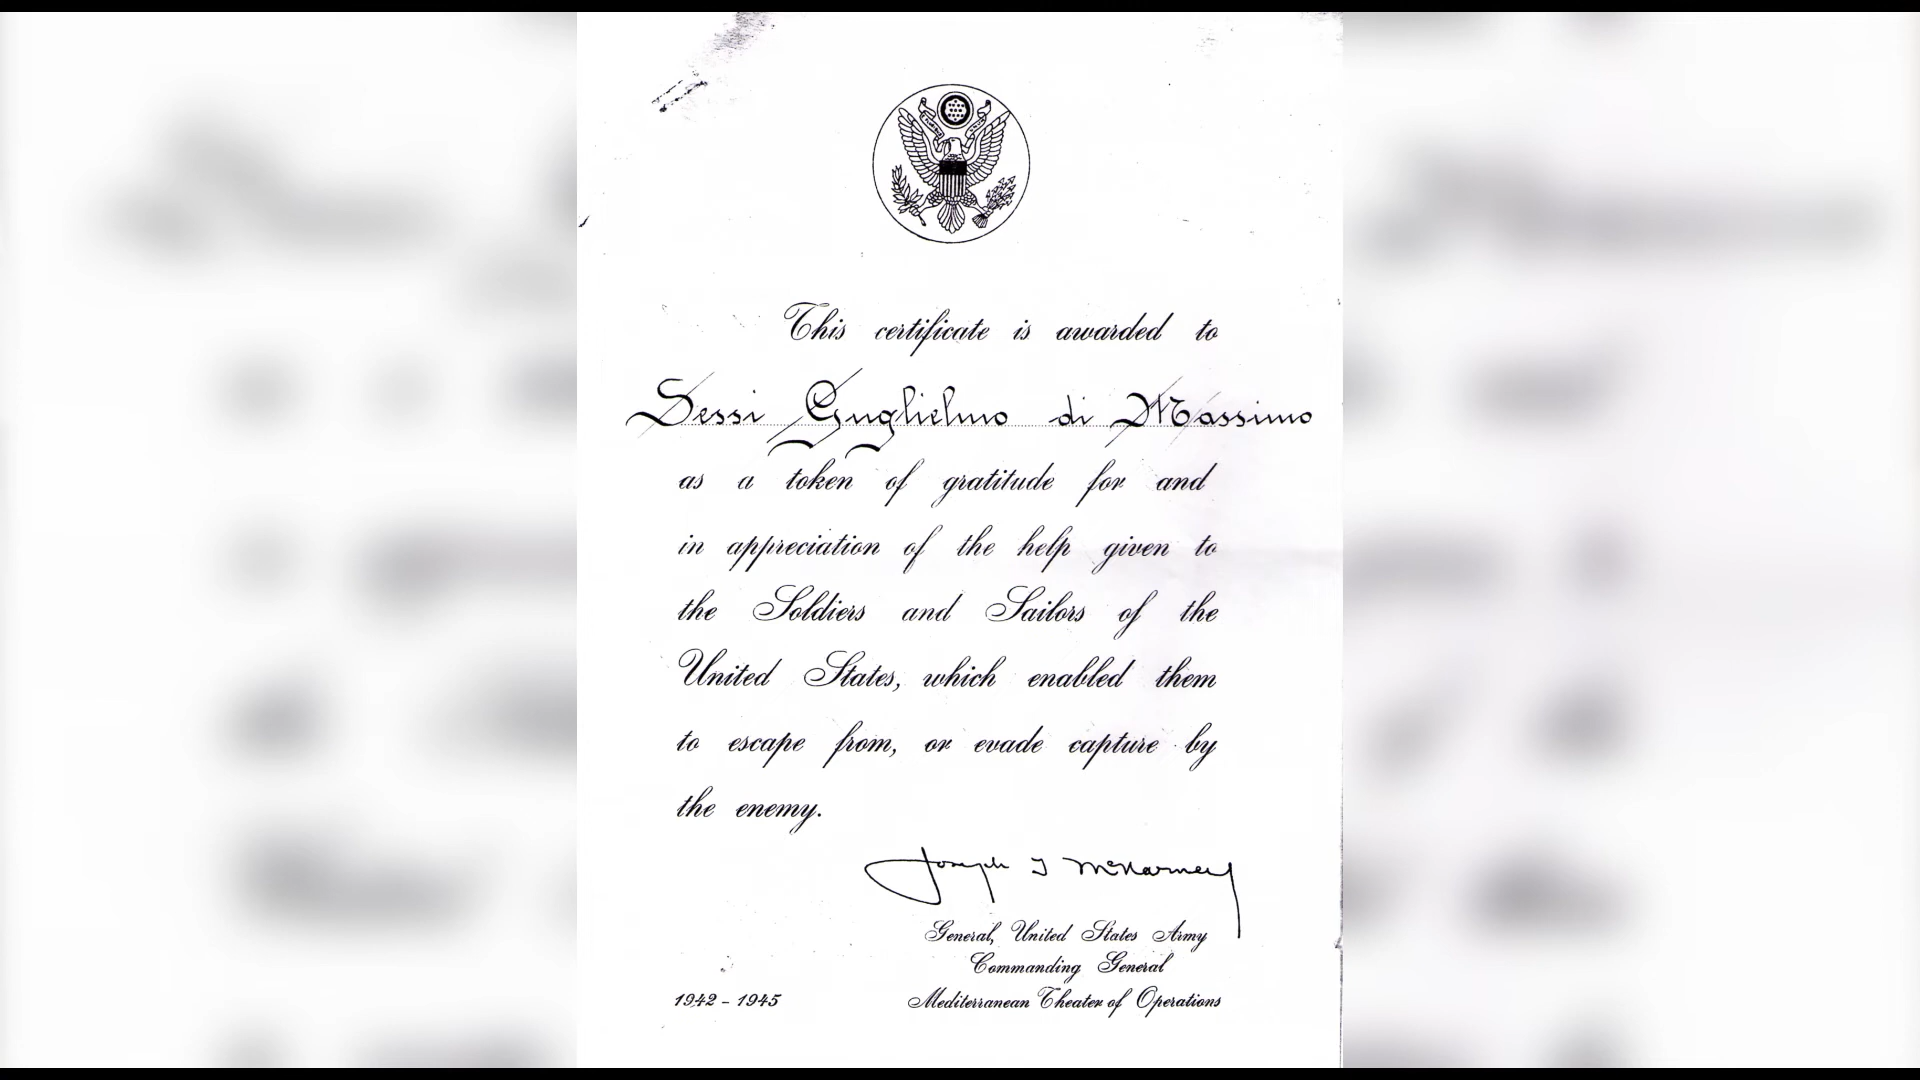 This certificate is awarded to
Sessi Guglielmo di Massimo
as a token of gratitude for and
in appreciation of the help given to
the Soldiers and Sailors of the
United States, which enabled them
to escape from, or evade capture by
the enemy.
Joseph T McNarney
General, United States Army
Commanding General
1942 - 1945 Mediterranean Theater of Operations